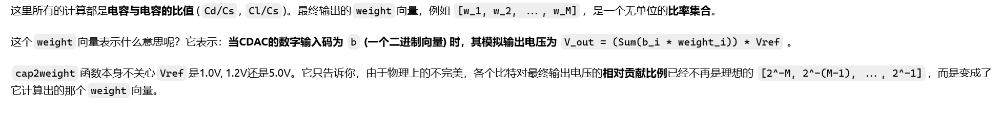 这里所有的计算都是电容与电容的比值 ( Cd/Cs , Cl/Cs )。最终输出的 weight 向量，例如 [w_1, w_2, ..., w_M] ，是一个无单位的比率集合。
这个 weight 向量表示什么意思呢？它表示：当CDAC的数字输入码为 b (一个二进制向量) 时，其模拟输出电压为 V_out = (Sum(b_i * weight_i)) * Vref 。
cap2weight 函数本身不关心 Vref 是1.0V, 1.2V还是5.0V。它只告诉你，由于物理上的不完美，各个比特对最终输出电压的相对贡献比例已经不再是理想的 [2^-M, 2^-(M-1), ..., 2^-1] ，而是变成了
它计算出的那个 weight 向量。